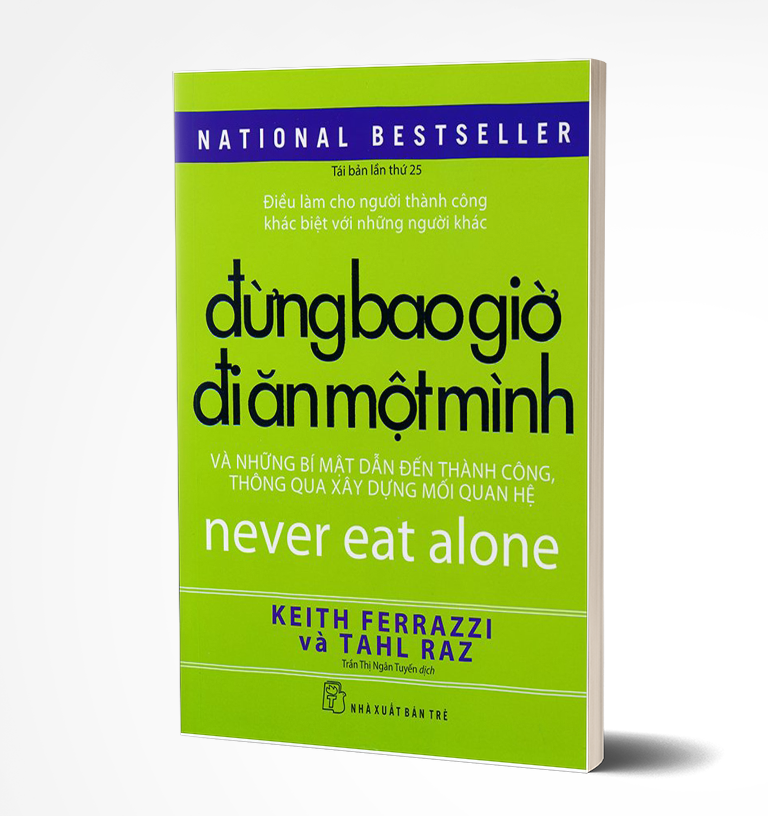 NATIONAL BESTSELLER
Tái bản lần thứ 25
Điều làm cho người thành công
khác biệt với những người khác
đừng bao giờ
đi ăn một mình
VÀ NHỮNG BÍ MẬT DẪN ĐẾN THÀNH CÔNG,
THÔNG QUA XÂY DỰNG MỐI QUAN HỆ
never eat alone
KEITH FERRAZZI
và TAHL RAZ
Trần Thị Ngân Tuyến dịch
NHÀ XUẤT BẢN TRẺ